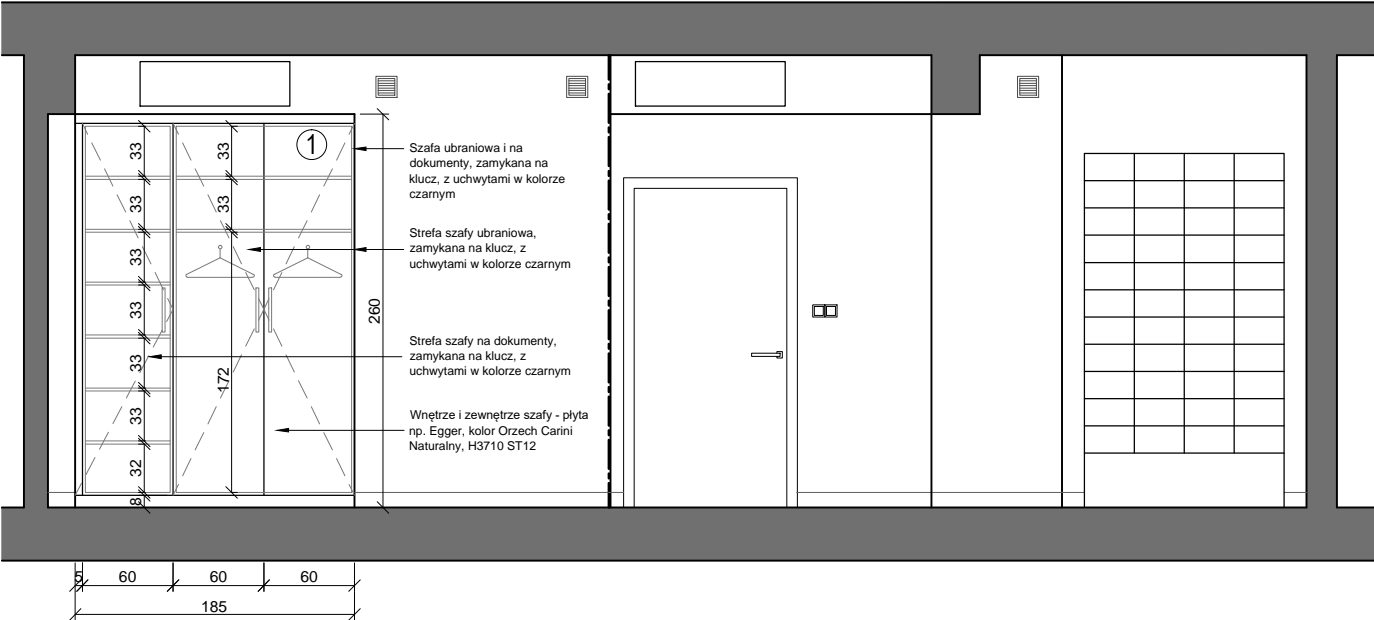 1
Szafa ubraniowa i na
dokumenty, zamykana na
klucz, z uchwytami w kolorze
czarnym
Strefa szafy ubraniowa,
zamykana na klucz, z
uchwytami w kolorze czarnym
Strefa szafy na dokumenty,
zamykana na klucz, z
uchwytami w kolorze czarnym
Wnętrze i zewnętrze szafy - płyta
np. Egger, kolor Orzech Carini
Naturalny, H3710 ST12
33
33
33
33
33
33
32
8
33
33
172
260
5
60
60
60
185